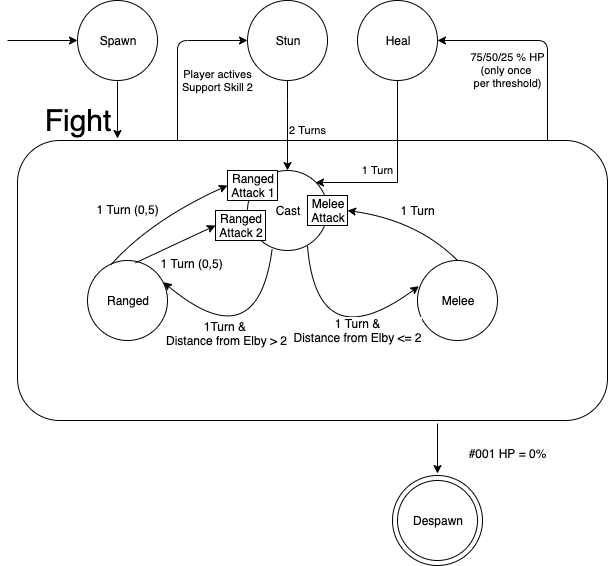 Spawn
Stun
Heal
75/50/25 % HP
(only once
per threshold)
Player actives
Support Skill 2
Fight
2 Turns
1 Turn
Ranged
Attack 1
Cast
Melee
Attack
Ranged
Attack 2
1 Turn (0,5)
1 Turn
1 Turn (0,5)
Ranged
Melee
1Turn &
Distance from Elby > 2
1 Turn &
Distance from Elby <= 2
#001 HP = 0%
Despawn